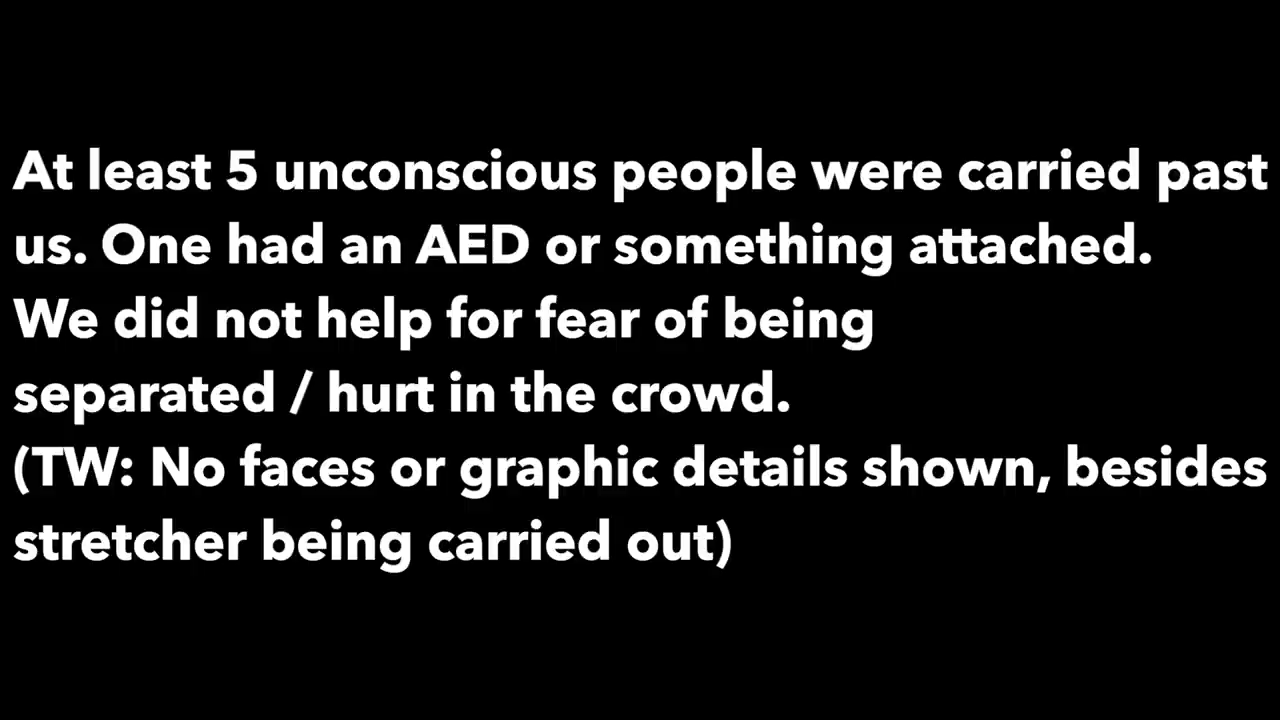 At least 5 unconscious people were carried past
us. One had an AED or something attached.
We did not help for fear of being
separated / hurt in the crowd.
(TW: No faces or graphic details shown, besides
stretcher being carried out)